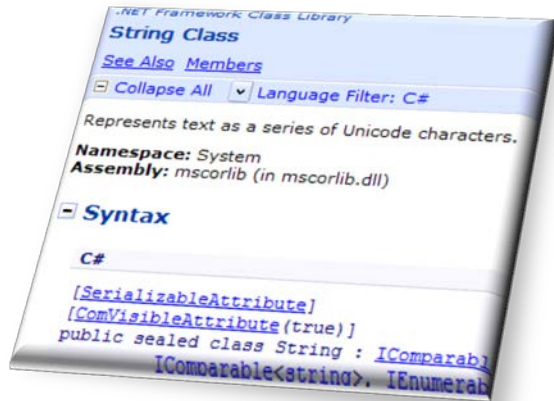 .NET Framework Class Library
String Class
See Also Members
Collapse All Language Filter: C#
Represents text as a series of Unicode characters.
Namespace: System
Assembly: mscorlib (in mscorlib.dll)
Syntax
C#
[SerializableAttribute]
[ComVisibleAttribute(true)]
public sealed class String : IComparabl
IComparable<string>, IEnumerab